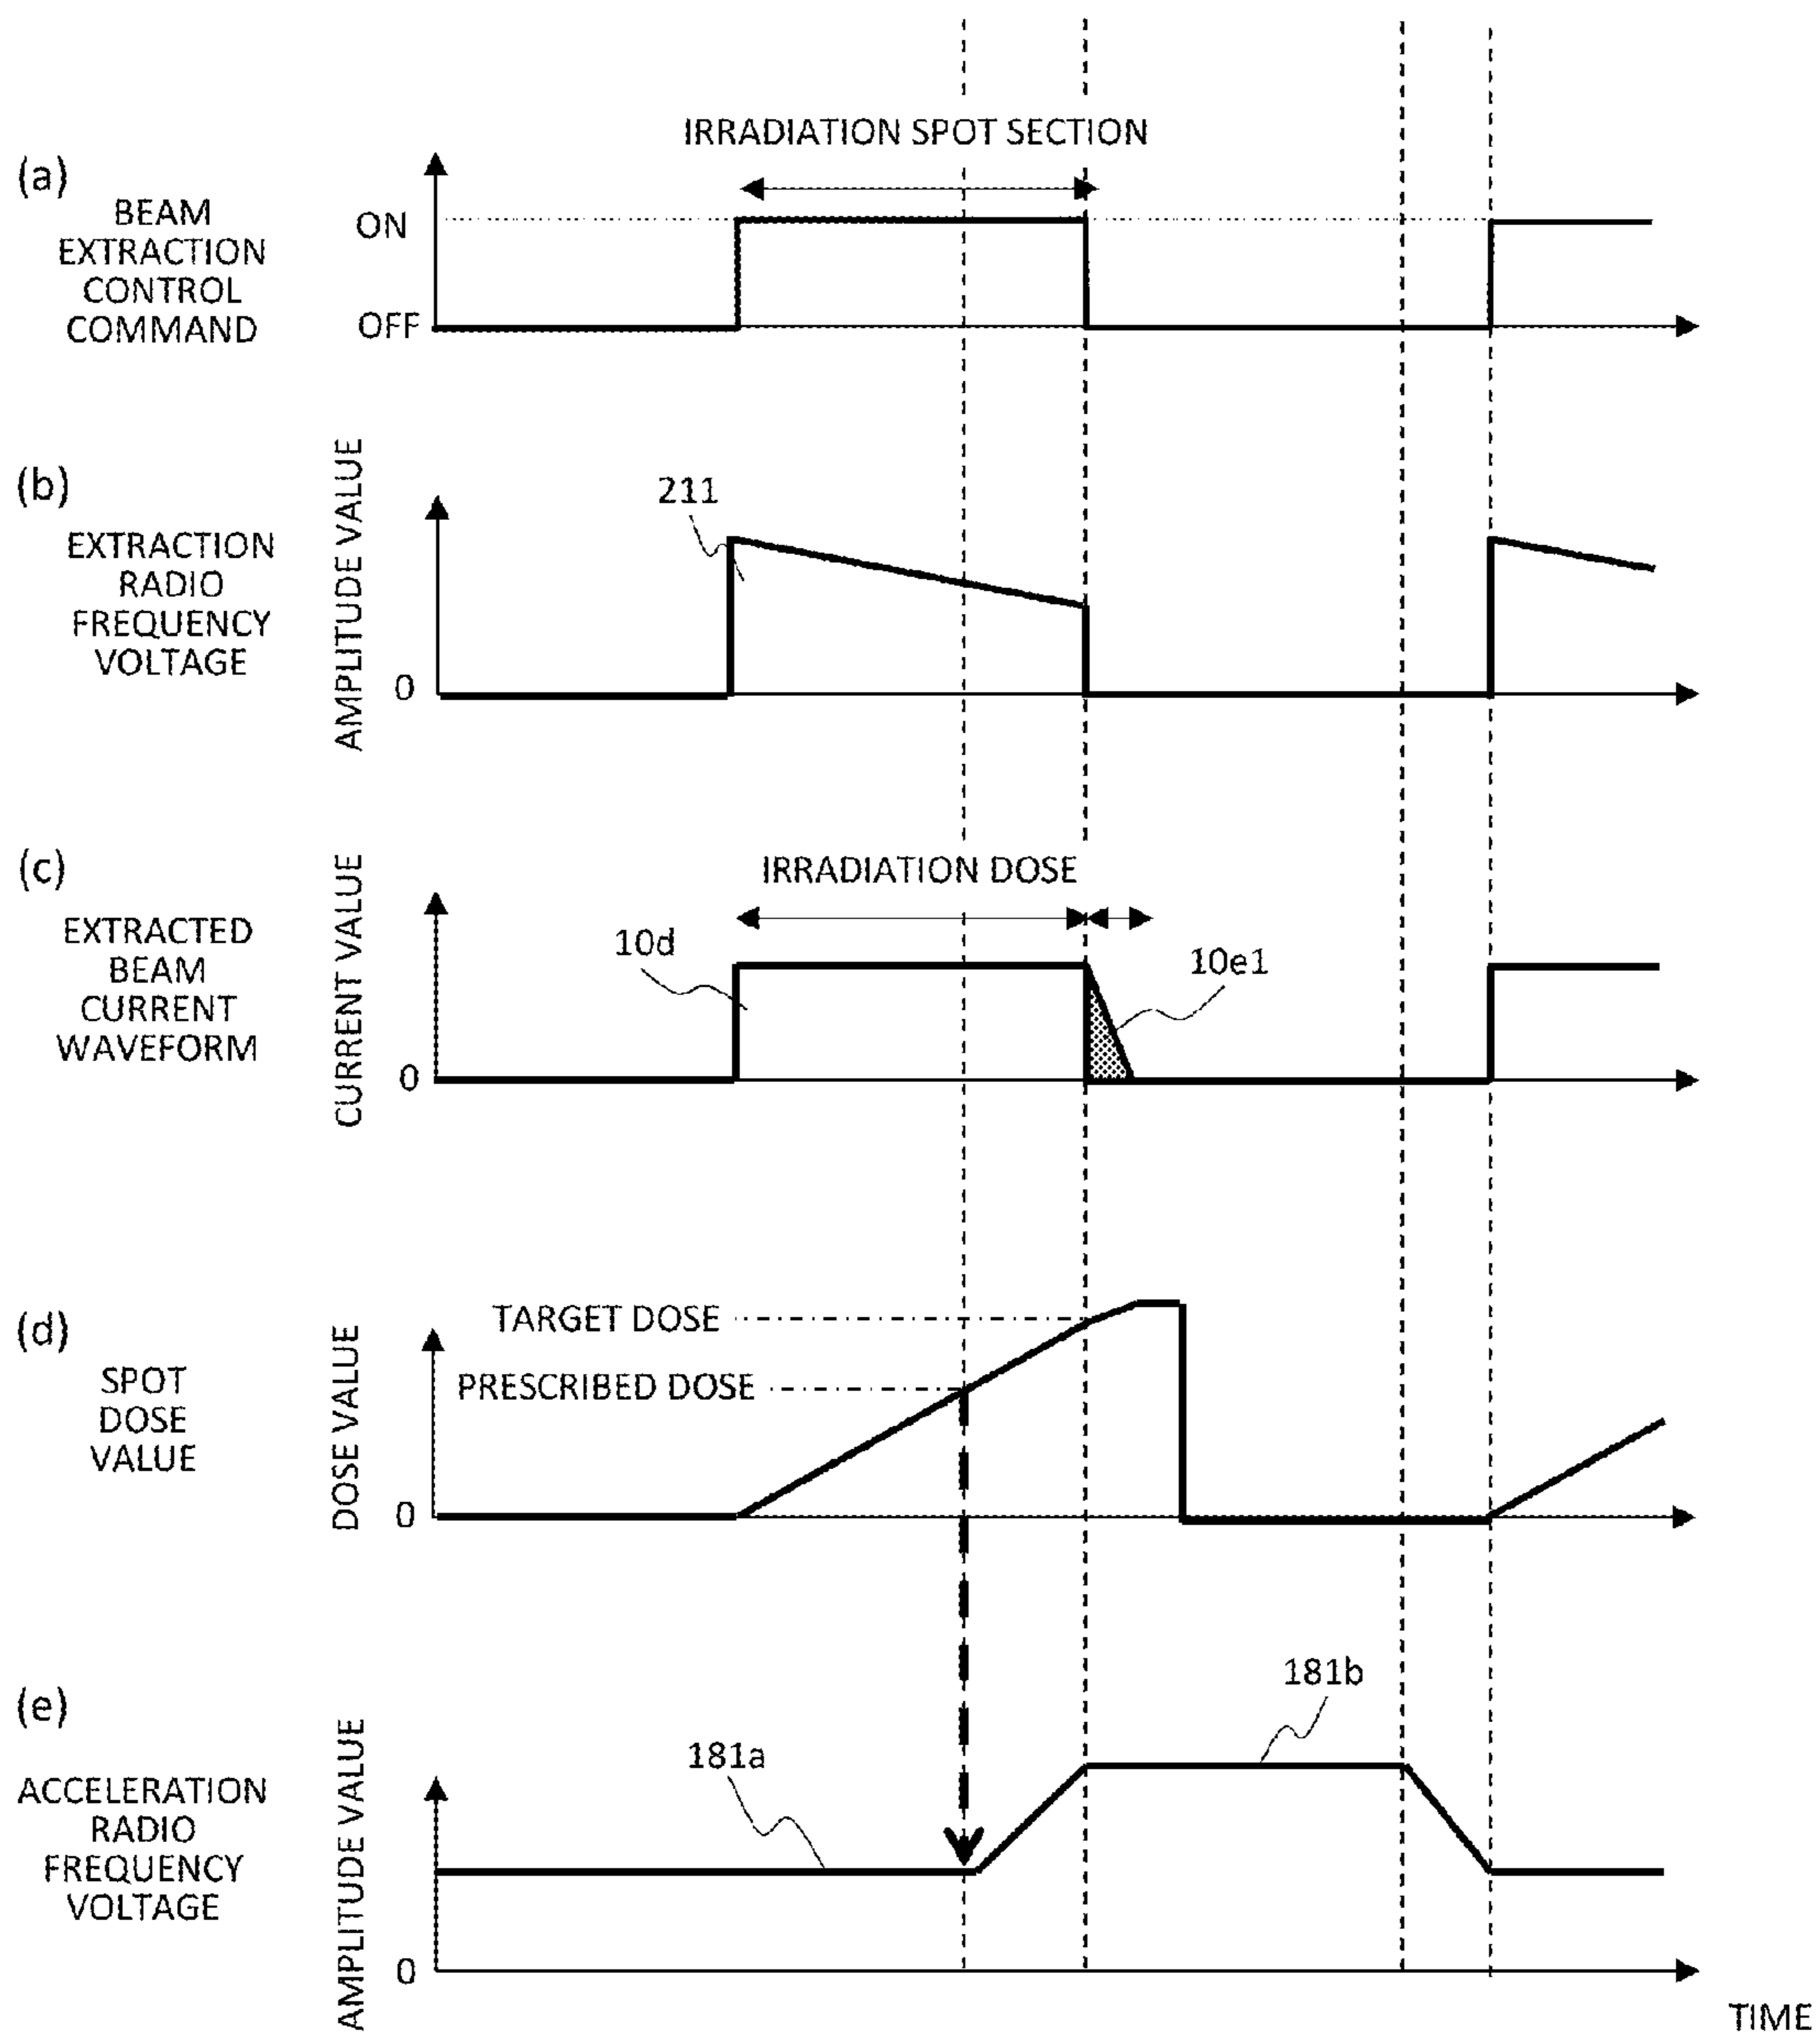 IRRADIATION SPOT SECTION
(a)
BEAM
EXTRACTION
CONTROL
COMMAND
ON
OFF
(b)
EXTRACTION
RADIO
FREQUENCY
VOLTAGE
AMPLITUDE VALUE
211
0
(c)
EXTRACTED
BEAM
CURRENT
WAVEFORM
CURRENT VALUE
IRRADIATION DOSE
10d
10e1
0
(d)
SPOT
DOSE
VALUE
DOSE VALUE
TARGET DOSE
PRESCRIBED DOSE
0
(e)
ACCELERATION
RADIO
FREQUENCY
VOLTAGE
AMPLITUDE VALUE
181a
181b
0
TIME